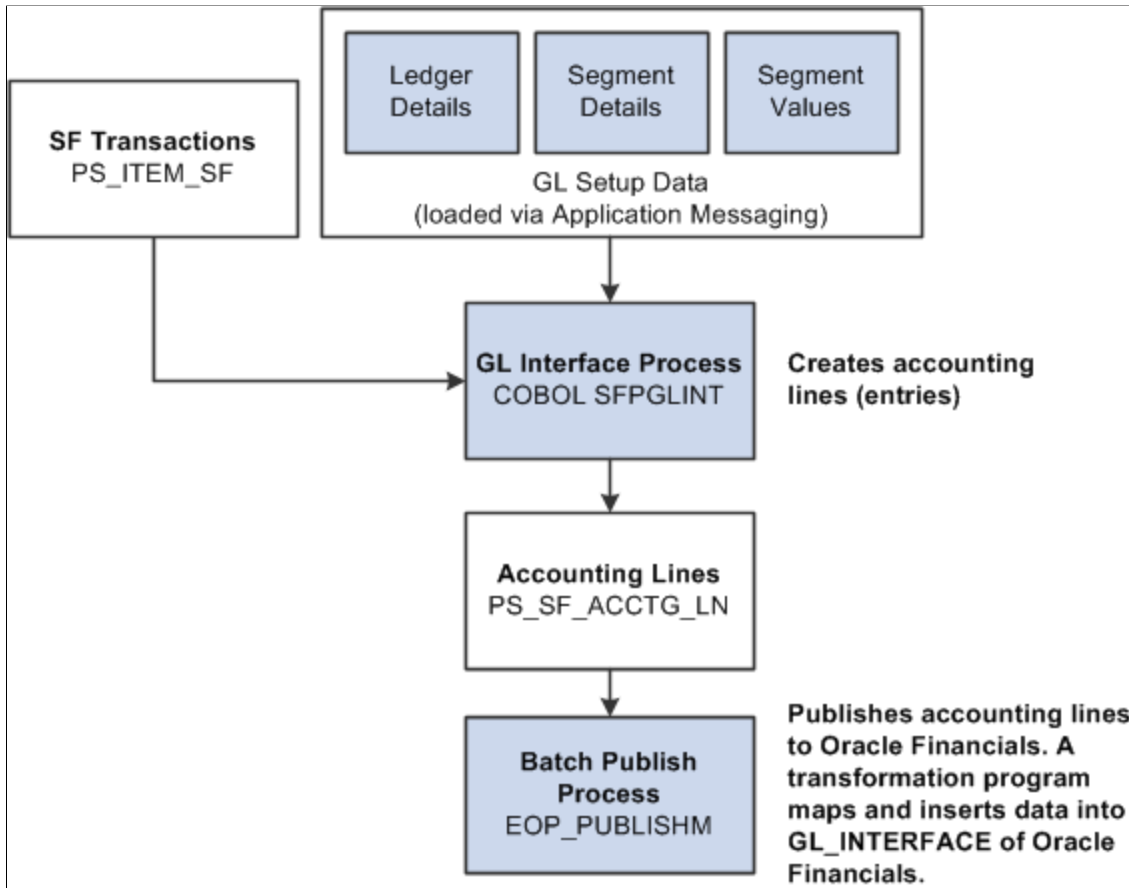 Ledger
Details
Segment
Details
Segment
Values
GL Setup Data
(loaded via Application Messaging)
SF Transactions
PS_ITEM_SF
GL Interface Process
COBOL SFPGLINT
Creates accounting
lines (entries)
Accounting Lines
PS_SF_ACCTG_LN
Batch Publish
Process
EOP_PUBLISHM
Publishes accounting lines
to Oracle Financials. A
transformation program
maps and inserts data into
GL_INTERFACE of Oracle
Financials.